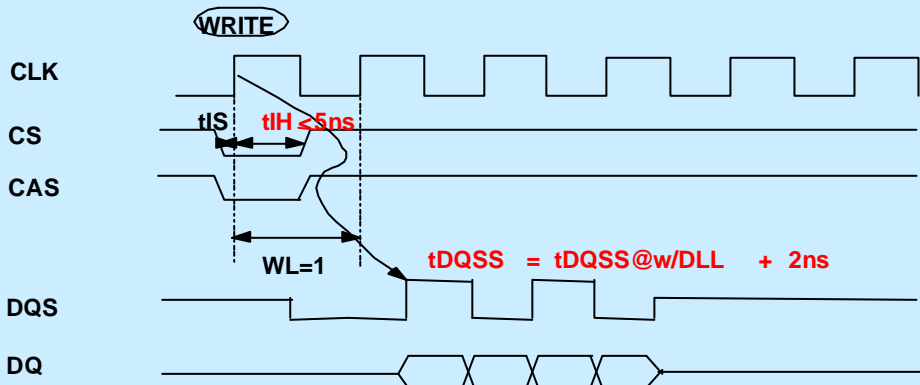 WRITE
CLK
tIS tIH ≤5ns
CS
CAS
WL=1
tDQSS = tDQSS@w/DLL + 2ns
DQS
DQ